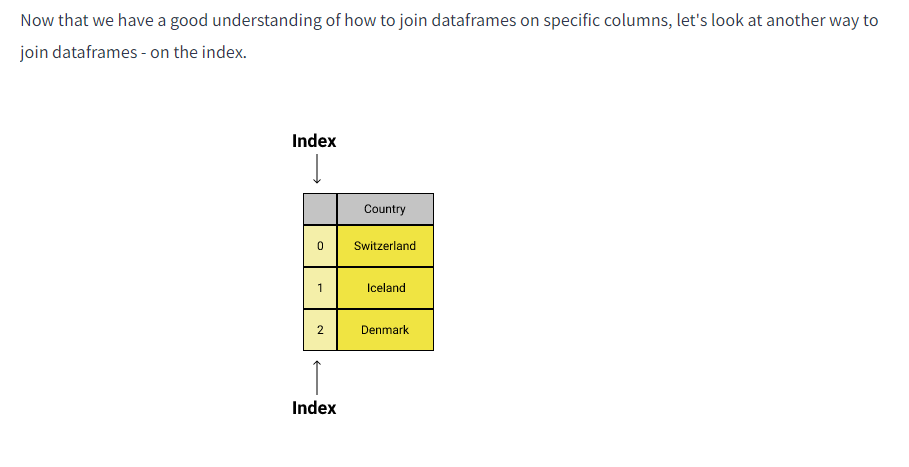 Now that we have a good understanding of how to join dataframes on specific columns, let's look at another way to
join dataframes - on the index.
Index
Country
0 Switzerland
1 Iceland
2 Denmark
Index